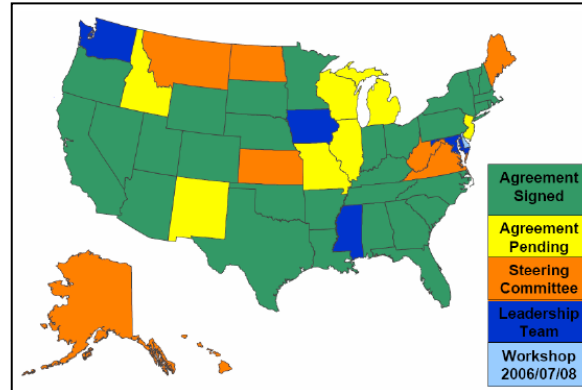 Agreement
Signed
Agreement
Pending
Steering
Committee
Leadership
Team
Workshop
2006/07/08